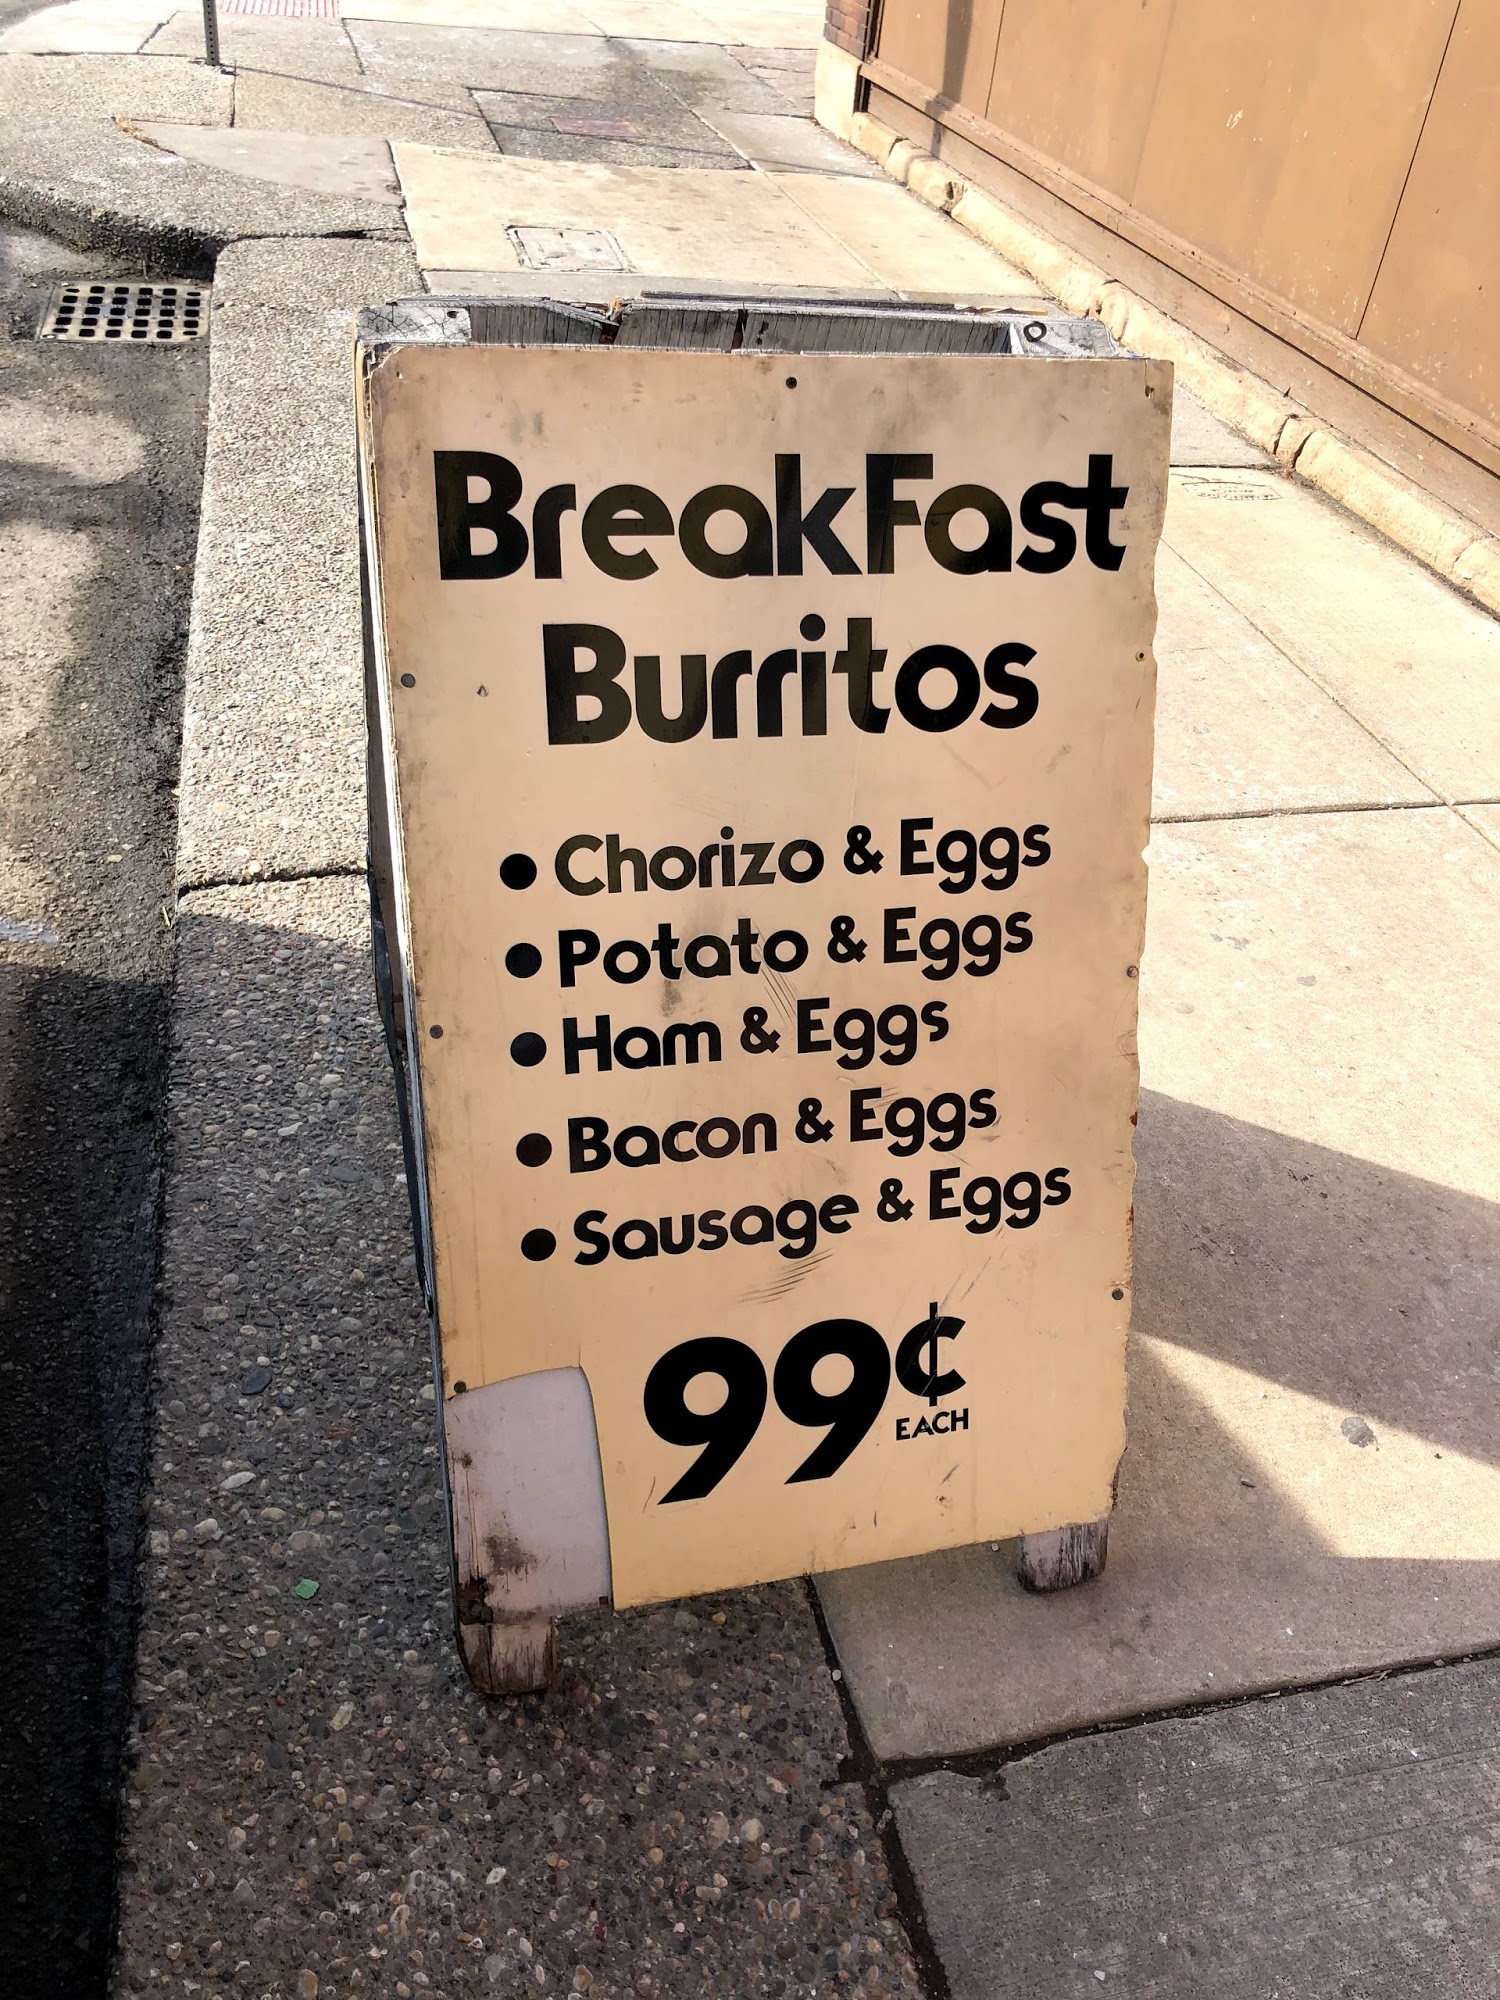 BreakFast
Burritos
• Chorizo & Eggs
• Potato & Eggs
• Ham & Eggs
• Bacon & Eggs
• Sausage & Eggs
99¢
EACH